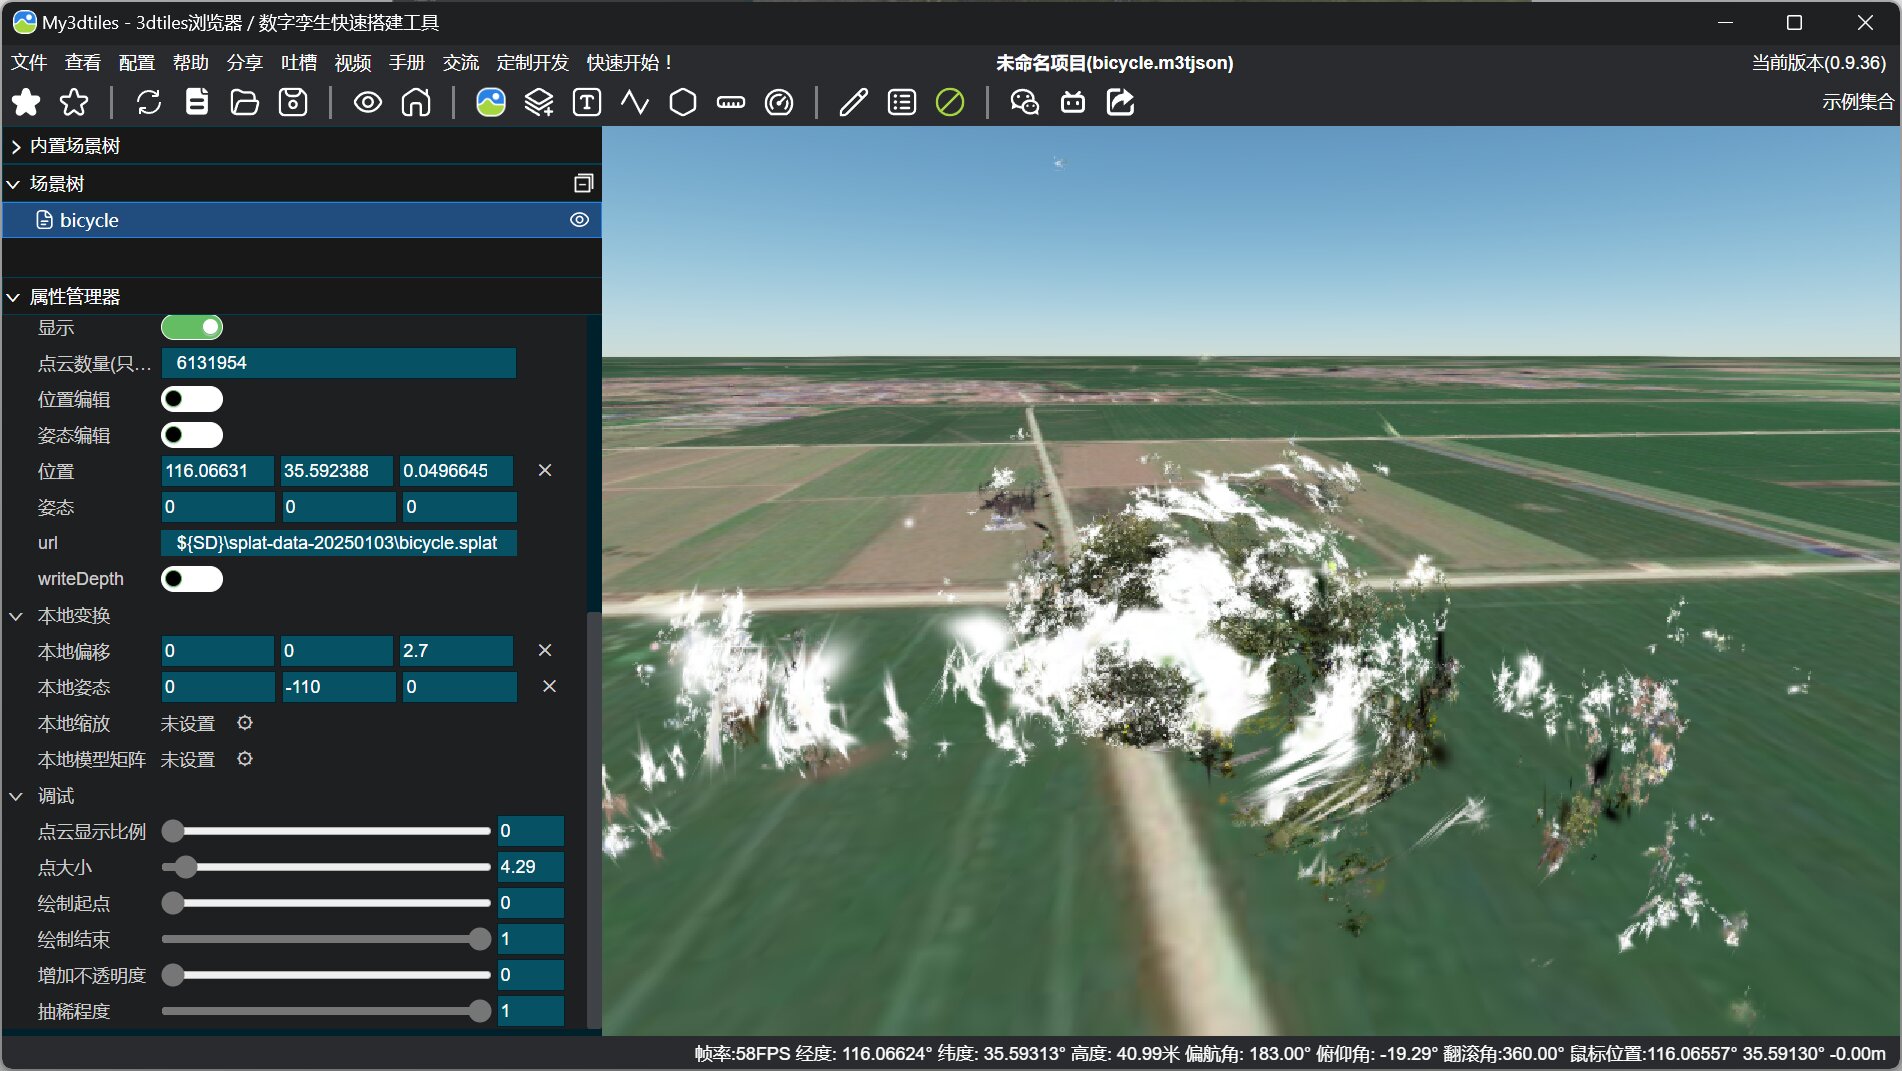 My3dtiles - 3dtiles浏览器 / 数字孪生快速搭建工具
文件 查看 配置 帮助 分享 吐槽 视频 手册 交流 定制开发 快速开始！ 未命名项目(bicycle.m3tjson) 当前版本(0.9.36)
示例集合
内置场景树
场景树
bicycle
属性管理器
显示
点云数量(只... 6131954
位置编辑
姿态编辑
位置 116.06631 35.592388 0.0496645
姿态 0 0 0
url ${SD}\splat-data-20250103\bicycle.splat
writeDepth
本地变换
本地偏移 0 0 2.7
本地姿态 0 -110 0
本地缩放 未设置
本地模型矩阵 未设置
调试
点云显示比例 0
点大小 4.29
绘制起点 0
绘制结束 1
增加不透明度 0
抽稀程度 1
帧率:58FPS 经度: 116.06624° 纬度: 35.59313° 高度: 40.99米 偏航角: 183.00° 俯仰角: -19.29° 翻滚角:360.00° 鼠标位置:116.06557° 35.59130° -0.00m